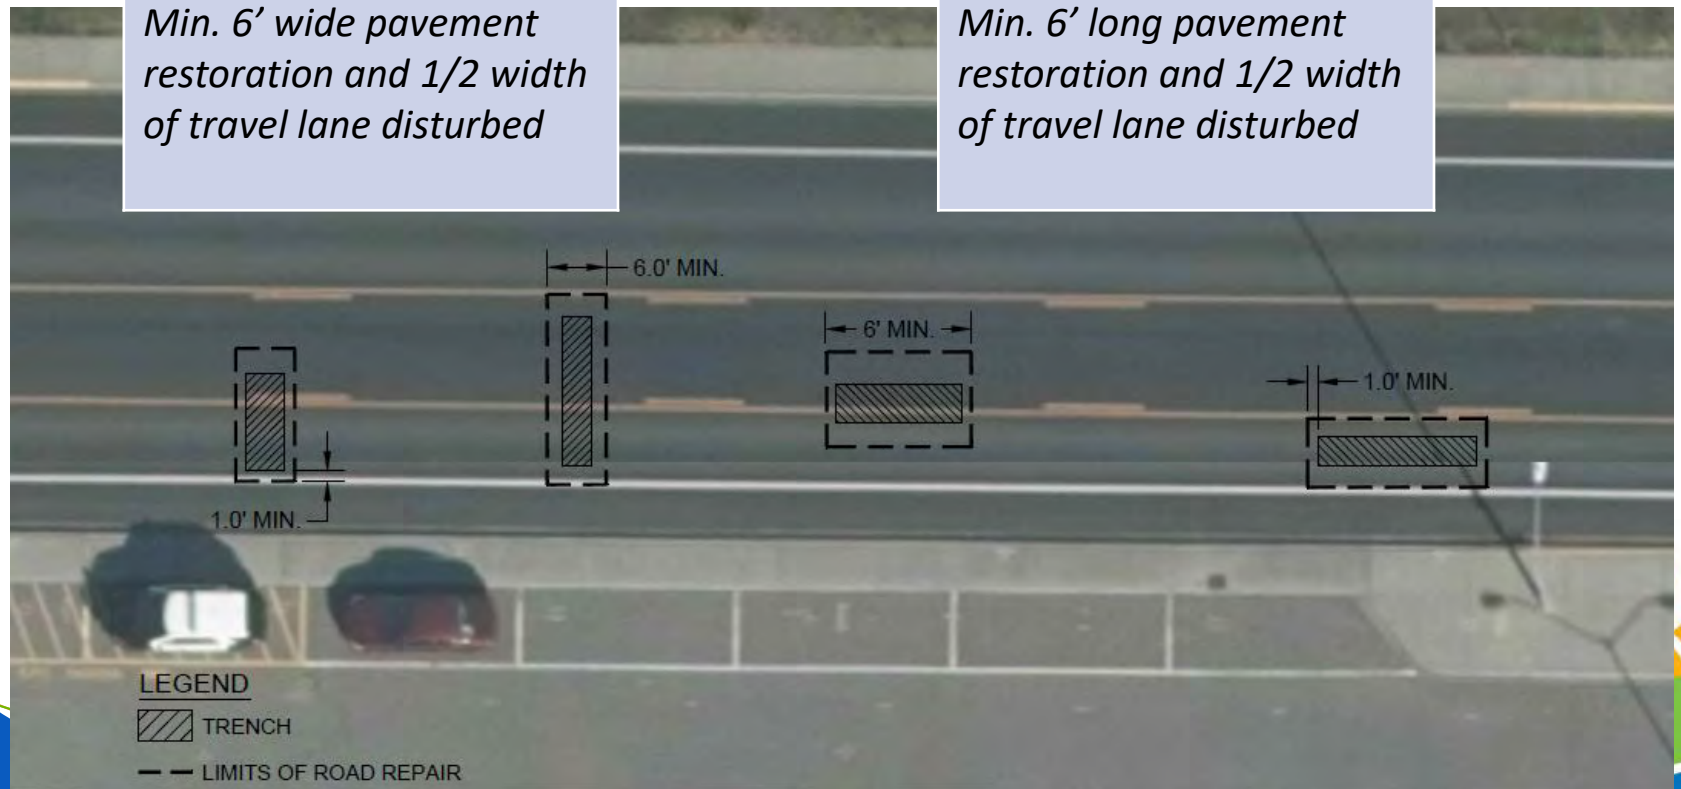 Min. 6’ wide pavement
restoration and 1/2 width
of travel lane disturbed
Min. 6’ long pavement
restoration and 1/2 width
of travel lane disturbed
6.0' MIN.
6' MIN.
1.0' MIN.
1.0' MIN.
LEGEND
TRENCH
LIMITS OF ROAD REPAIR